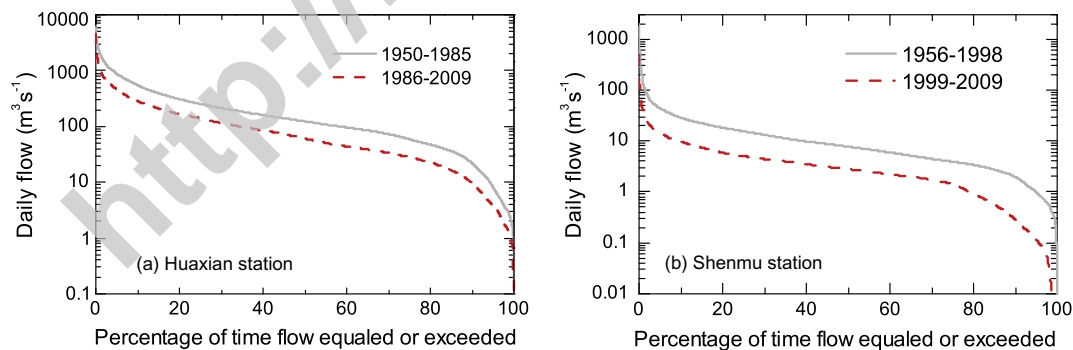 10000
1000
100
10
1
0.1
Daily flow (m³s⁻¹)
1950-1985
1986-2009
(a) Huaxian station
0 20 40 60 80 100
Percentage of time flow equaled or exceeded
1000
100
10
1
0.1
0.01
Daily flow (m³s⁻¹)
1956-1998
1999-2009
(b) Shenmu station
0 20 40 60 80 100
Percentage of time flow equaled or exceeded
http:/